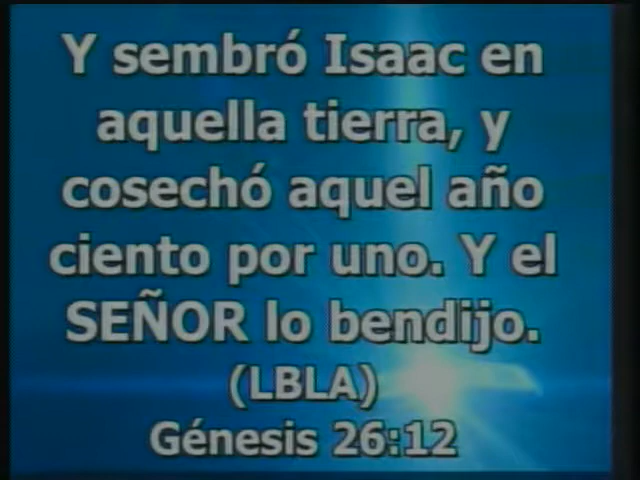 Y sembró Isaac en
aquella tierra, y
cosechó aquel año
ciento por uno. Y el
SEÑOR lo bendijo.
(LBLA)
Génesis 26:12